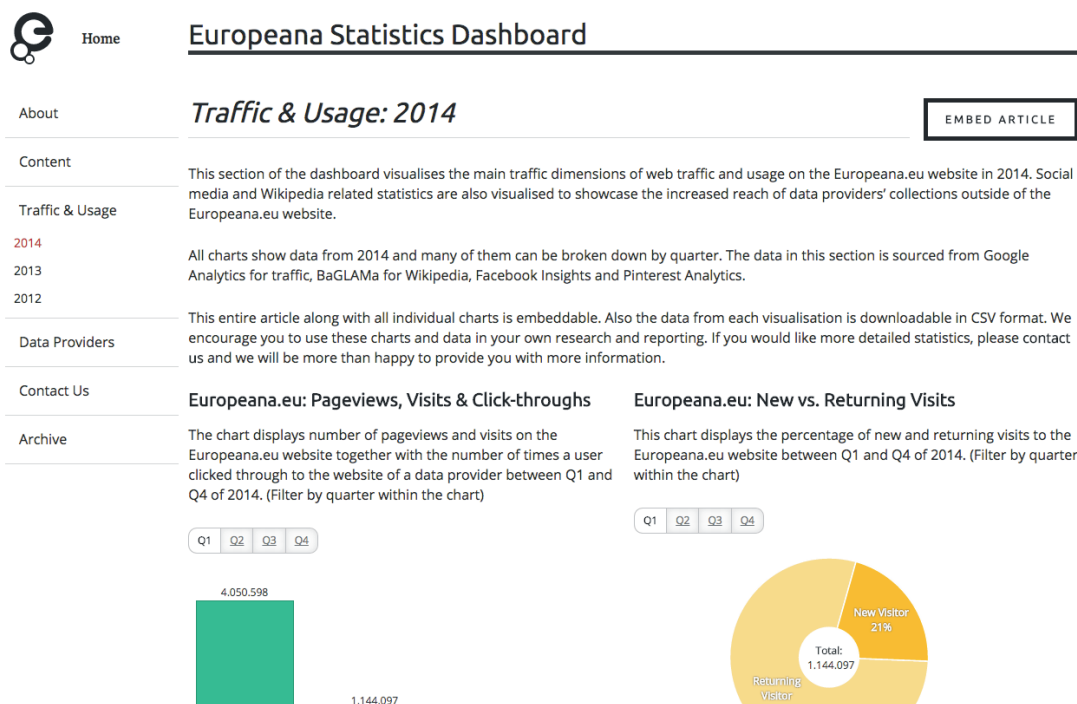 Home
Europeana Statistics Dashboard
About
Content
Traffic & Usage
2014
2013
2012
Data Providers
Contact Us
Archive
Traffic & Usage: 2014
EMBED ARTICLE
This section of the dashboard visualises the main traffic dimensions of web traffic and usage on the Europeana.eu website in 2014. Social
media and Wikipedia related statistics are also visualised to showcase the increased reach of data providers' collections outside of the
Europeana.eu website.
All charts show data from 2014 and many of them can be broken down by quarter. The data in this section is sourced from Google
Analytics for traffic, BaGLAMa for Wikipedia, Facebook Insights and Pinterest Analytics.
This entire article along with all individual charts is embeddable. Also the data from each visualisation is downloadable in CSV format. We
encourage you to use these charts and data in your own research and reporting. If you would like more detailed statistics, please contact
us and we will be more than happy to provide you with more information.
Europeana.eu: Pageviews, Visits & Click-throughs
The chart displays number of pageviews and visits on the
Europeana.eu website together with the number of times a user
clicked through to the website of a data provider between Q1 and
Q4 of 2014. (Filter by quarter within the chart)
Q1 Q2 Q3 Q4
4.050.598
1.144.097
Europeana.eu: New vs. Returning Visits
This chart displays the percentage of new and returning visits to the
Europeana.eu website between Q1 and Q4 of 2014. (Filter by quarter
within the chart)
Q1 Q2 Q3 Q4
New Visitor
21%
Total:
1.144.097
Returning
Visitor